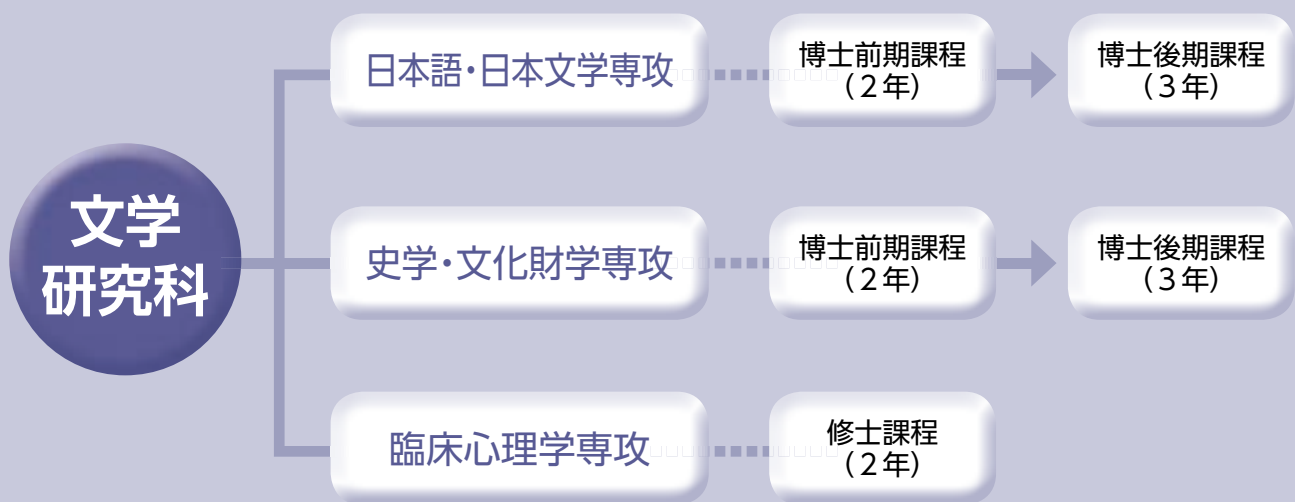 文学
研究科
日本語・日本文学専攻
博士前期課程
（2年）
博士後期課程
（3年）
史学・文化財学専攻
博士前期課程
（2年）
博士後期課程
（3年）
臨床心理学専攻
修士課程
（2年）